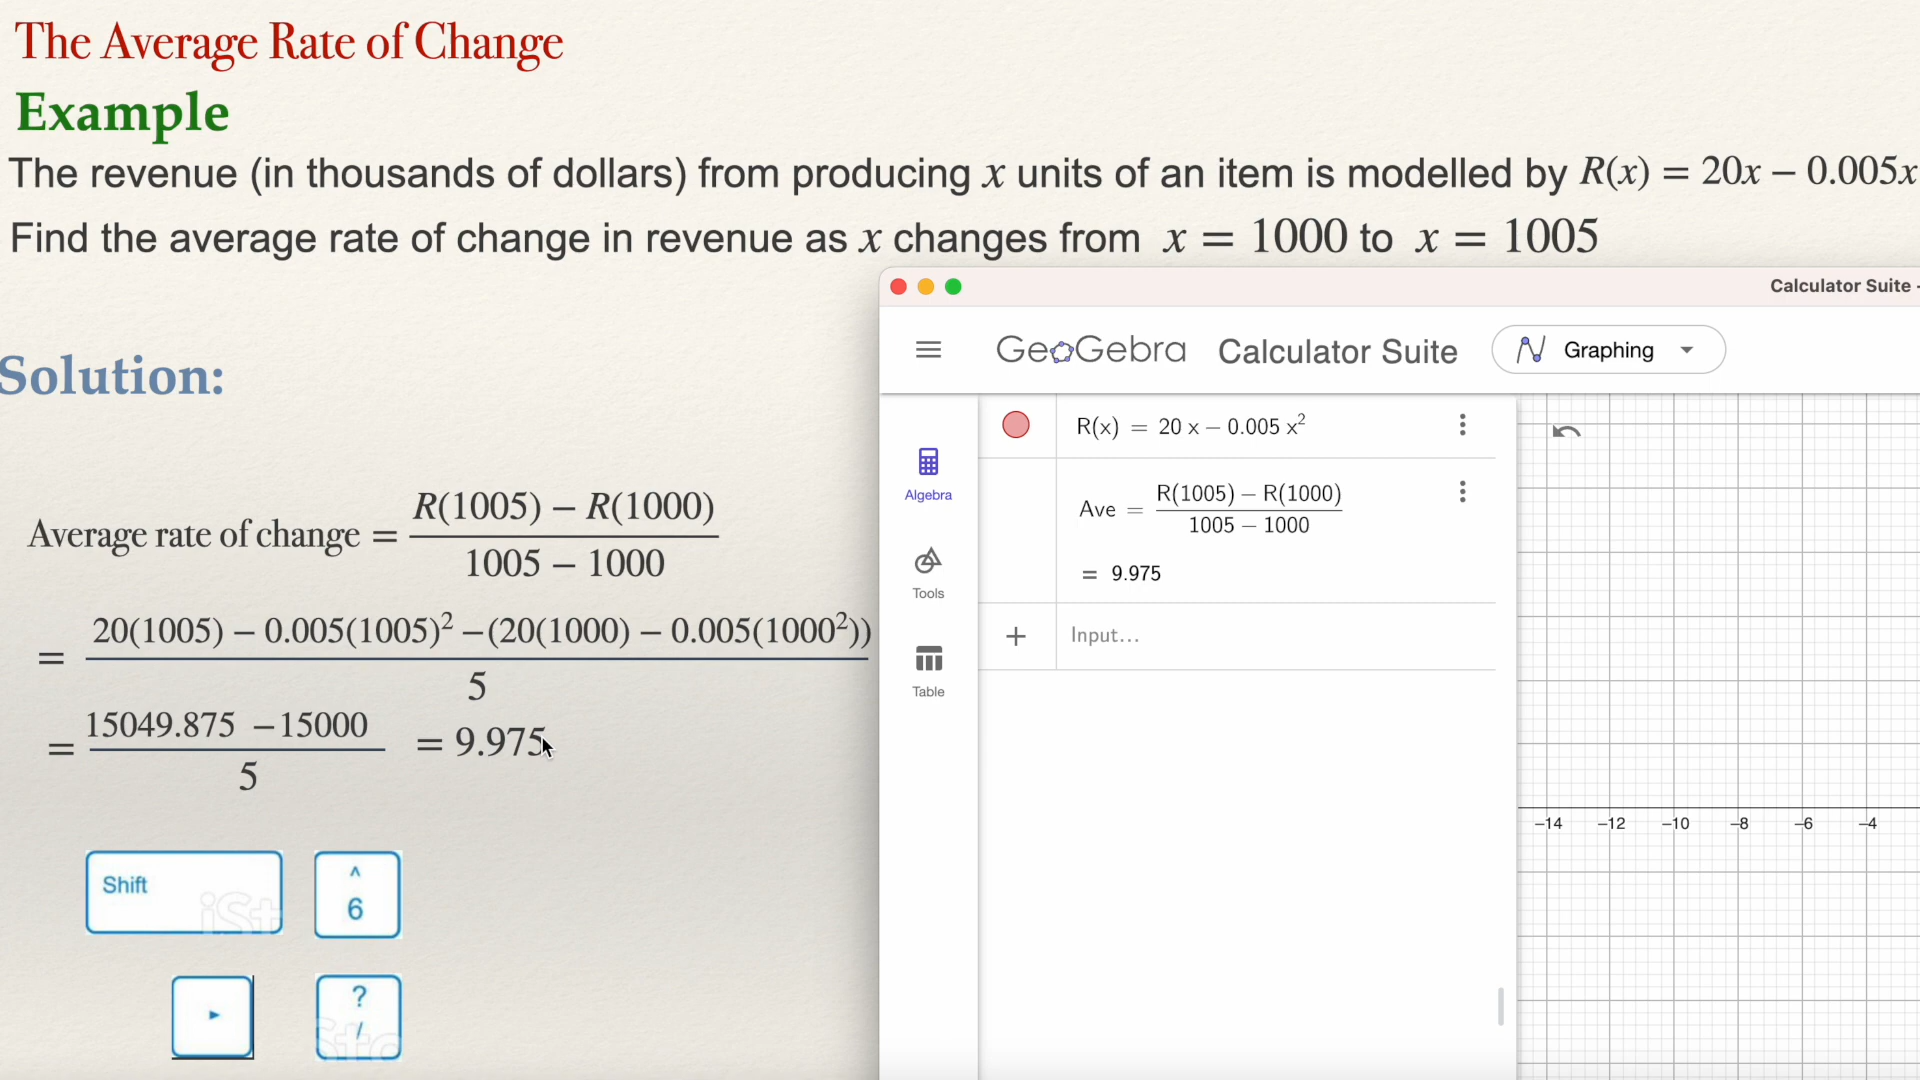 The Average Rate of Change
Example
The revenue (in thousands of dollars) from producing x units of an item is modelled by R(x) = 20x − 0.005x
Find the average rate of change in revenue as x changes from x = 1000 to x = 1005
Solution:
Average rate of change = R(1005) − R(1000) / 1005 − 1000
= 20(1005) − 0.005(1005)² −(20(1000) − 0.005(1000²)) / 5
= 15049.875 −15000 / 5 = 9.975
Shift
^
6
?
/
Calculator Suite -
GeoGebra Calculator Suite Graphing
Algebra
Tools
Table
R(x) = 20 x − 0.005 x²
Ave = R(1005) − R(1000) / 1005 − 1000
= 9.975
+ Input...
−14 −12 −10 −8 −6 −4